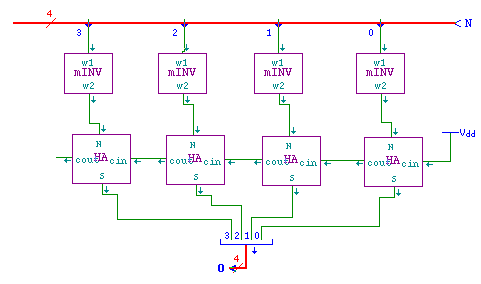 4
N
3 2 1 0
w1 w1 w1 w1
mINV mINV mINV mINV
w2 w2 w2 w2
Vdd
N N N N
cout HA cin cout HA cin cout HA cin cout HA cin
S S S S
3 2 1 0
4
O